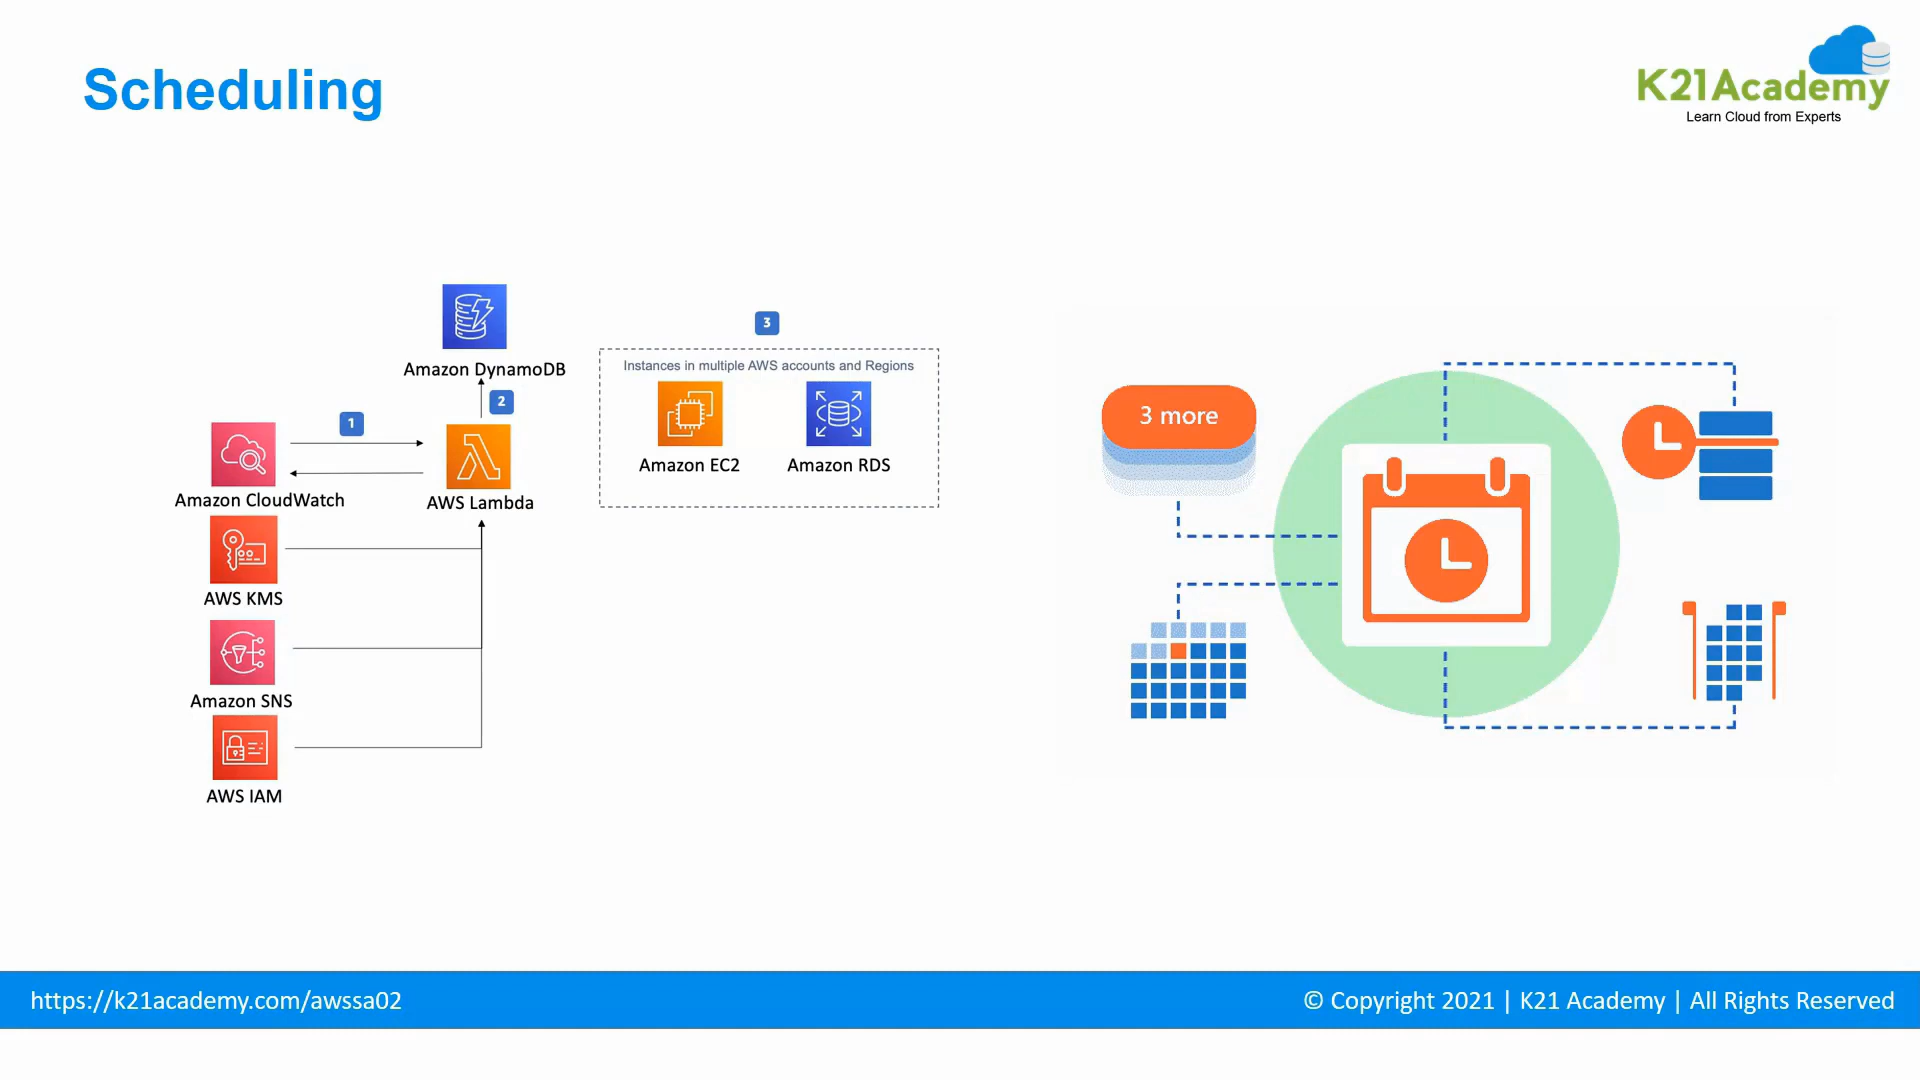 Scheduling
K21Academy
Learn Cloud from Experts
Amazon DynamoDB
3
Instances in multiple AWS accounts and Regions
Amazon EC2
Amazon RDS
2
1
Amazon CloudWatch
AWS Lambda
AWS KMS
Amazon SNS
AWS IAM
3 more
https://k21academy.com/awssa02
© Copyright 2021 | K21 Academy | All Rights Reserved